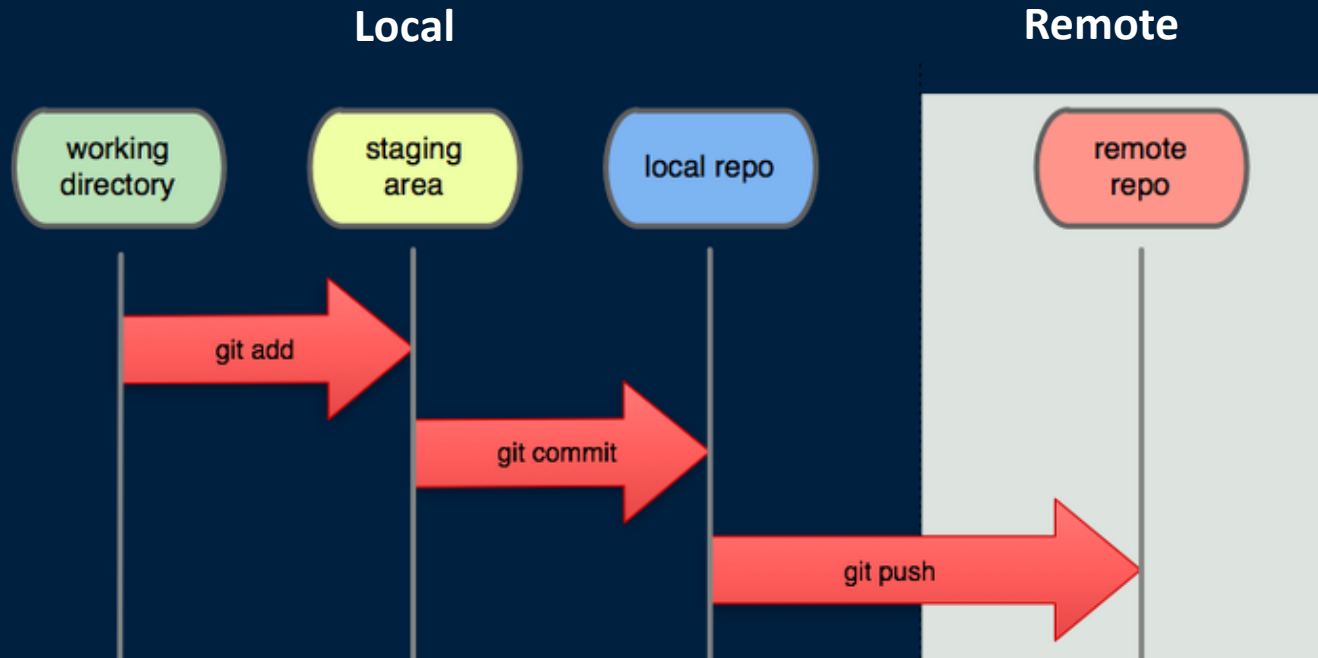 Local
Remote
working
directory
staging
area
local repo
remote
repo
git add
git commit
git push